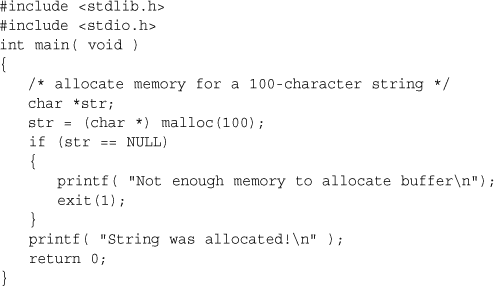 #include <stdlib.h>
#include <stdio.h>
int main( void )
{
/* allocate memory for a 100-character string */
char *str;
str = (char *) malloc(100);
if (str == NULL)
{
printf( "Not enough memory to allocate buffer\n");
exit(1);
}
printf( "String was allocated!\n" );
return 0;
}